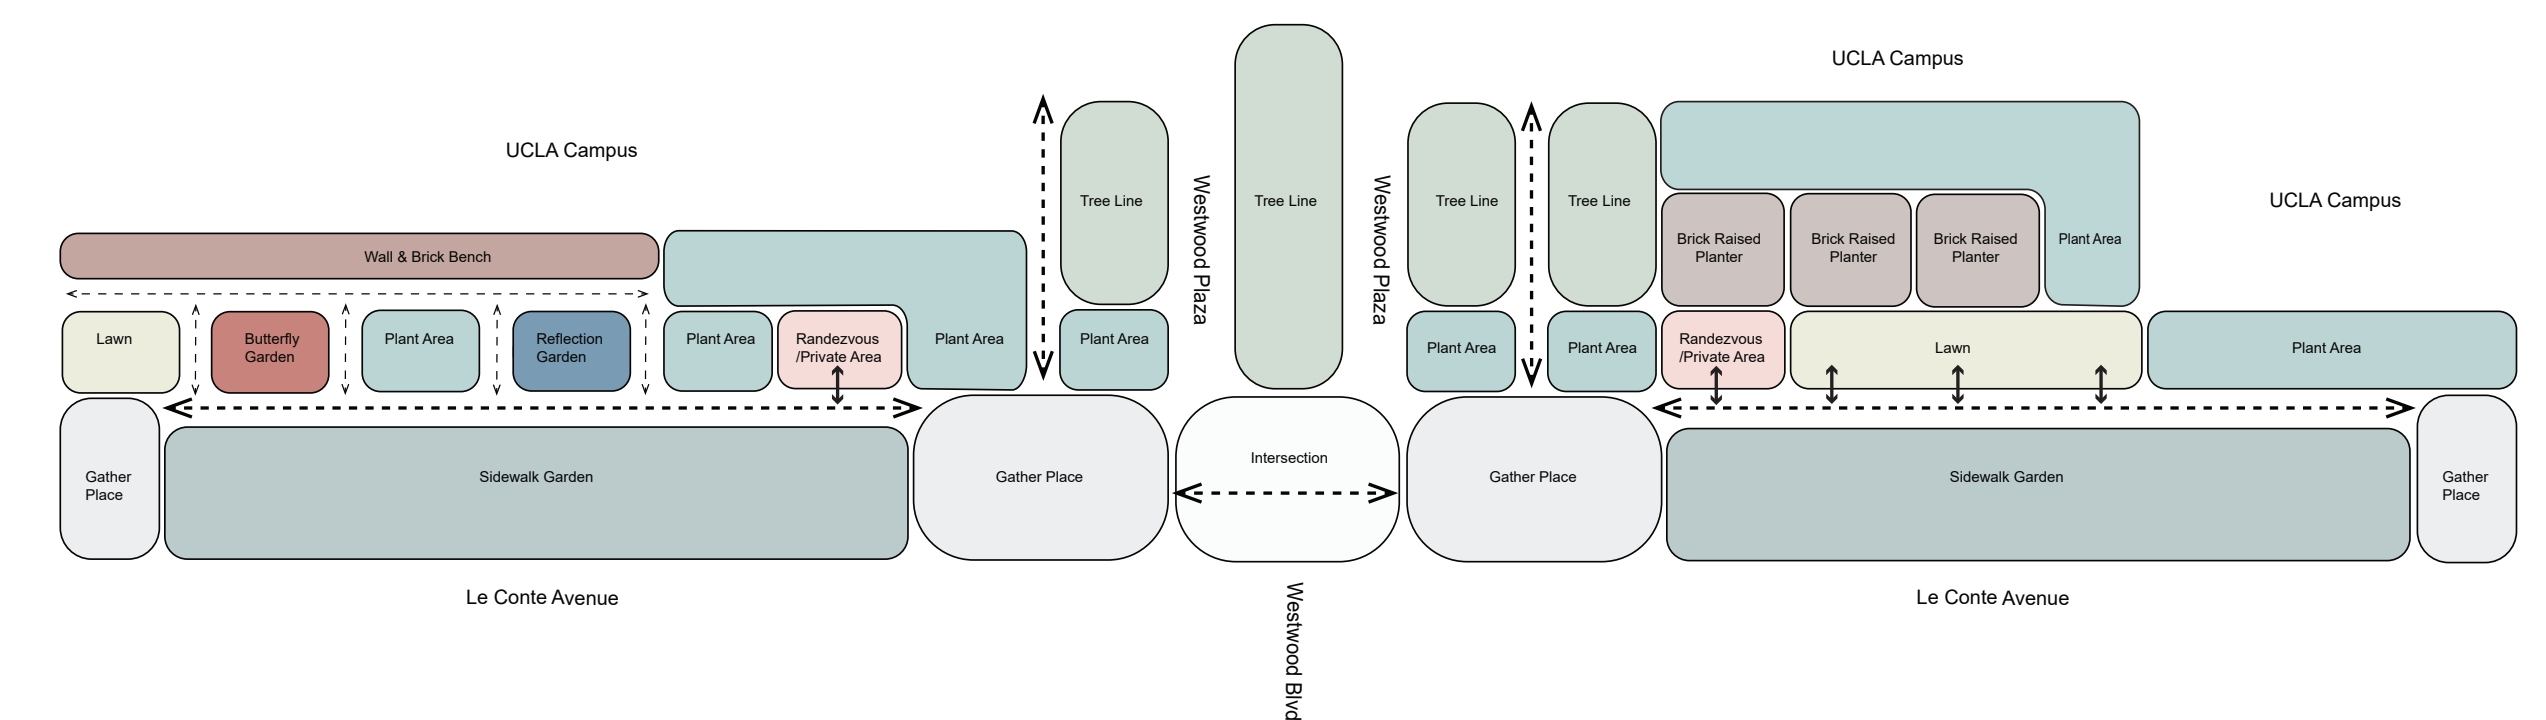 UCLA Campus
UCLA Campus
Tree Line
Westwood Plaza
Tree Line
Westwood Plaza
Tree Line
Tree Line
UCLA Campus
Wall & Brick Bench
Brick Raised
Planter
Brick Raised
Planter
Brick Raised
Planter
Plant Area
Lawn
Butterfly
Garden
Plant Area
Reflection
Garden
Plant Area
Randezvous
/Private Area
Plant Area
Plant Area
Plant Area
Plant Area
Randezvous
/Private Area
Lawn
Plant Area
Gather
Place
Sidewalk Garden
Gather Place
Intersection
Gather Place
Sidewalk Garden
Gather
Place
Le Conte Avenue
Westwood Blvd
Le Conte Avenue